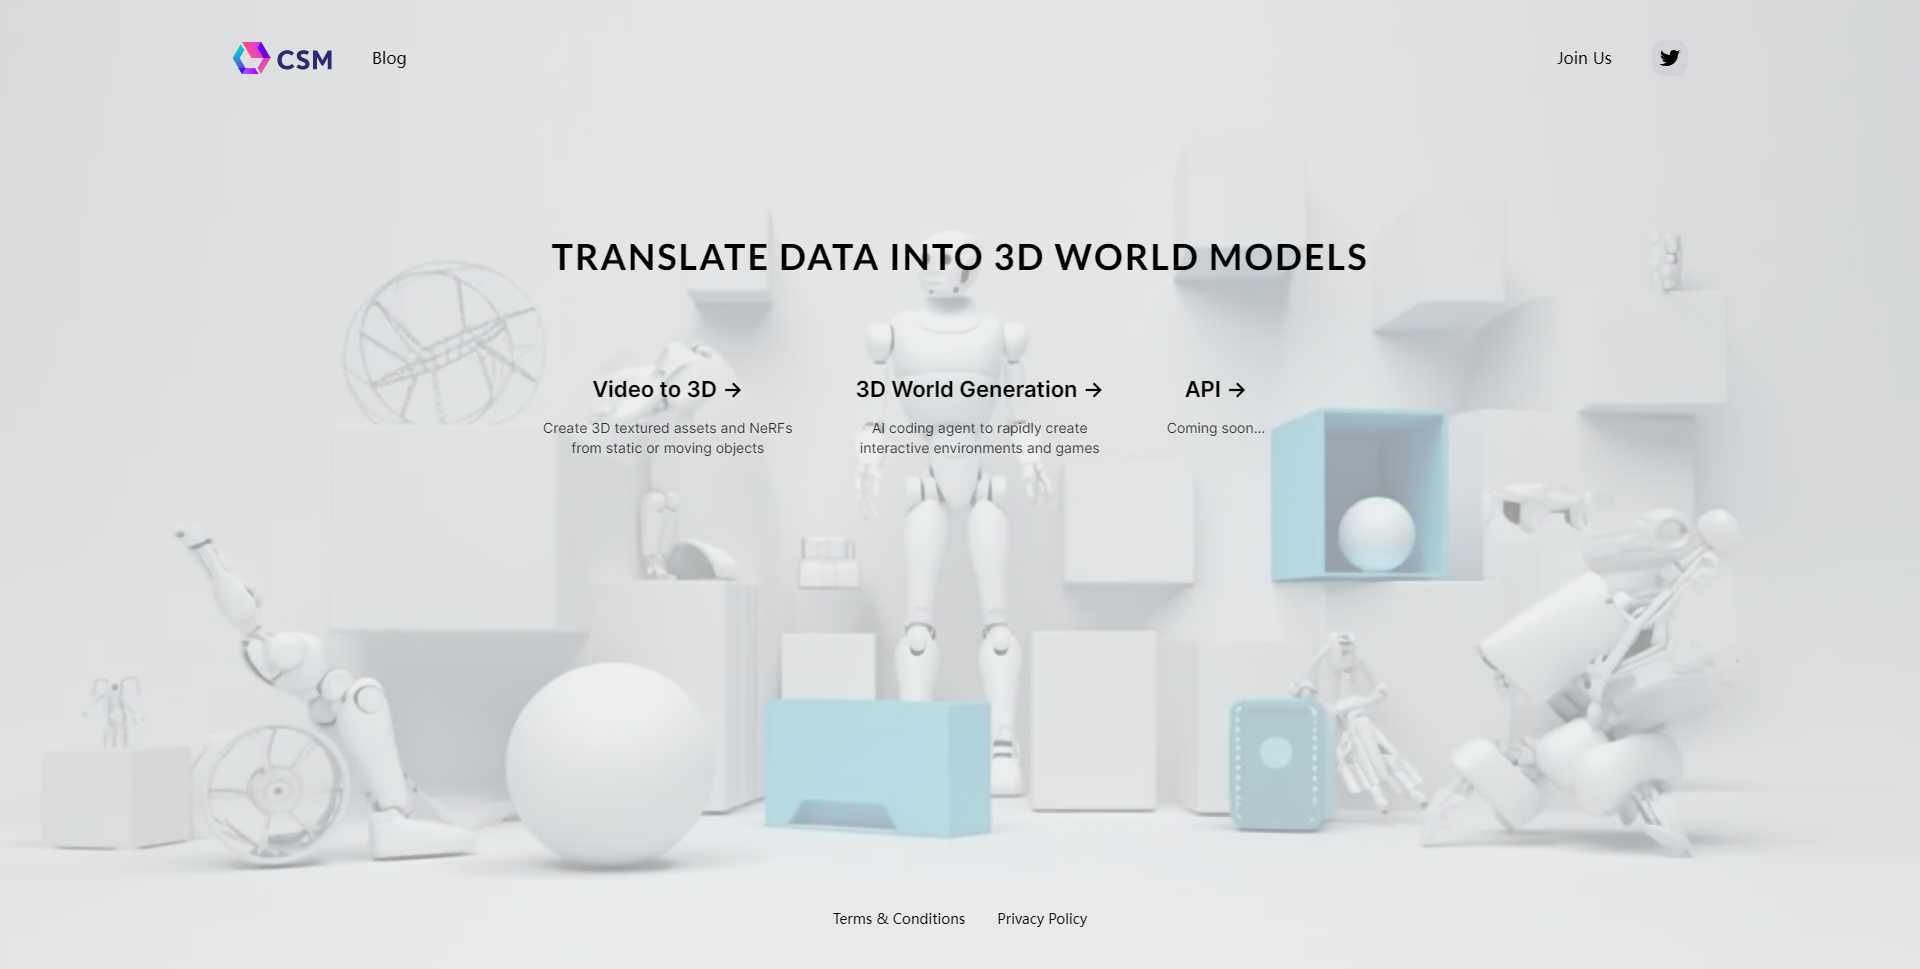 CSM
Blog
Join Us
TRANSLATE DATA INTO 3D WORLD MODELS
Video to 3D →
Create 3D textured assets and NeRFs
from static or moving objects
3D World Generation →
AI coding agent to rapidly create
interactive environments and games
API →
Coming soon...
Terms & Conditions
Privacy Policy